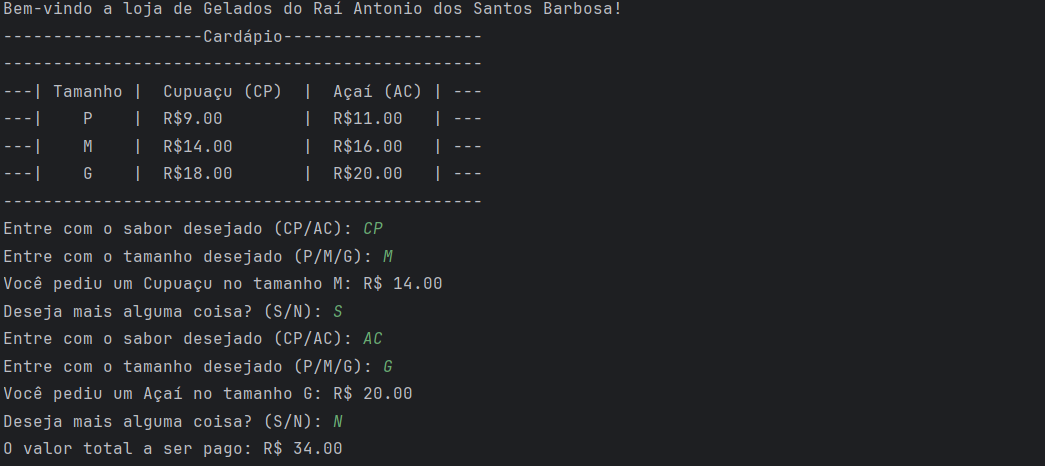 Bem-vindo a loja de Gelados do Raí Antonio dos Santos Barbosa!
--------------------Cardápio--------------------
------------------------------------------------
---| Tamanho |  Cupuaçu (CP)  |  Açaí (AC) | ---
---|    P    |  R$9.00        |  R$11.00   | ---
---|    M    |  R$14.00       |  R$16.00   | ---
---|    G    |  R$18.00       |  R$20.00   | ---
------------------------------------------------
Entre com o sabor desejado (CP/AC): CP
Entre com o tamanho desejado (P/M/G): M
Você pediu um Cupuaçu no tamanho M: R$ 14.00
Deseja mais alguma coisa? (S/N): S
Entre com o sabor desejado (CP/AC): AC
Entre com o tamanho desejado (P/M/G): G
Você pediu um Açaí no tamanho G: R$ 20.00
Deseja mais alguma coisa? (S/N): N
O valor total a ser pago: R$ 34.00